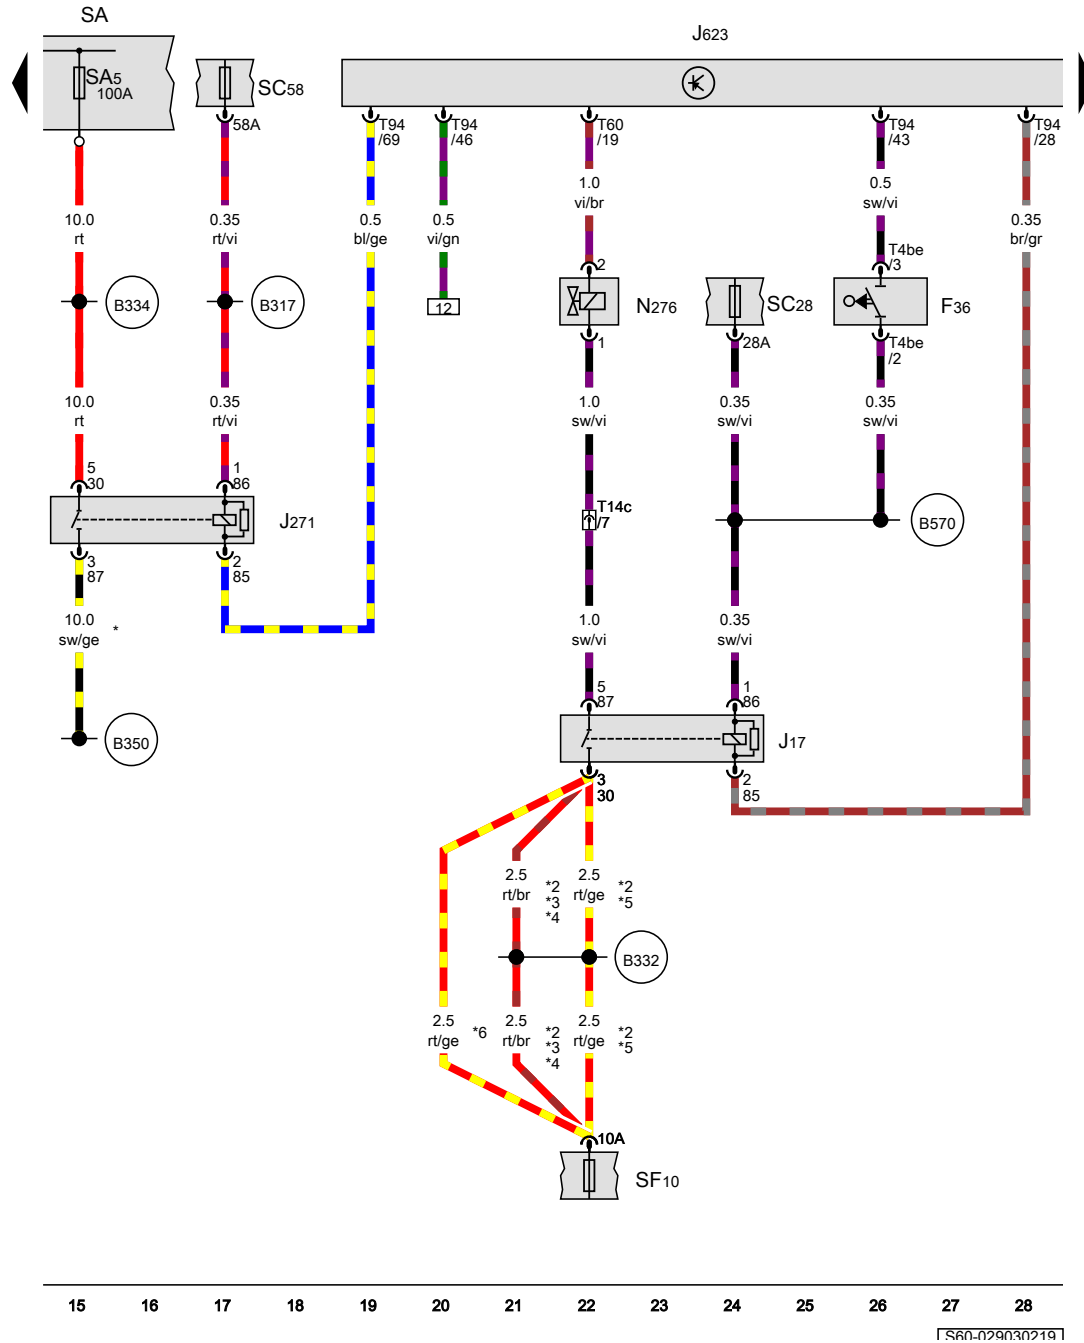 SA
J623
SA5
100A
SC58
58A
T94
/69
T94
/46
T60
/19
T94
/43
T94
/28
1.0
vi/br
0.5
sw/vi
10.0
rt
0.35
rt/vi
0.5
bl/ge
0.5
vi/gn
0.35
br/gr
T4be
/3
2
B334
B317
12
N276
SC28
F36
1
28A
T4be
/2
10.0
rt
0.35
rt/vi
1.0
sw/vi
0.35
sw/vi
0.35
sw/vi
5
30
1
86
T14c
/7
J271
B570
3
87
2
85
10.0
sw/ge
*
1.0
sw/vi
0.35
sw/vi
5
87
1
86
B350
J17
3
30
2
85
2.5
rt/br
*2
*3
*4
2.5
rt/ge
*2
*5
B332
2.5
rt/ge
*6
2.5
rt/br
*2
*3
*4
2.5
rt/ge
*2
*5
10A
SF10
15 16 17 18 19 20 21 22 23 24 25 26 27 28
S60-029030219